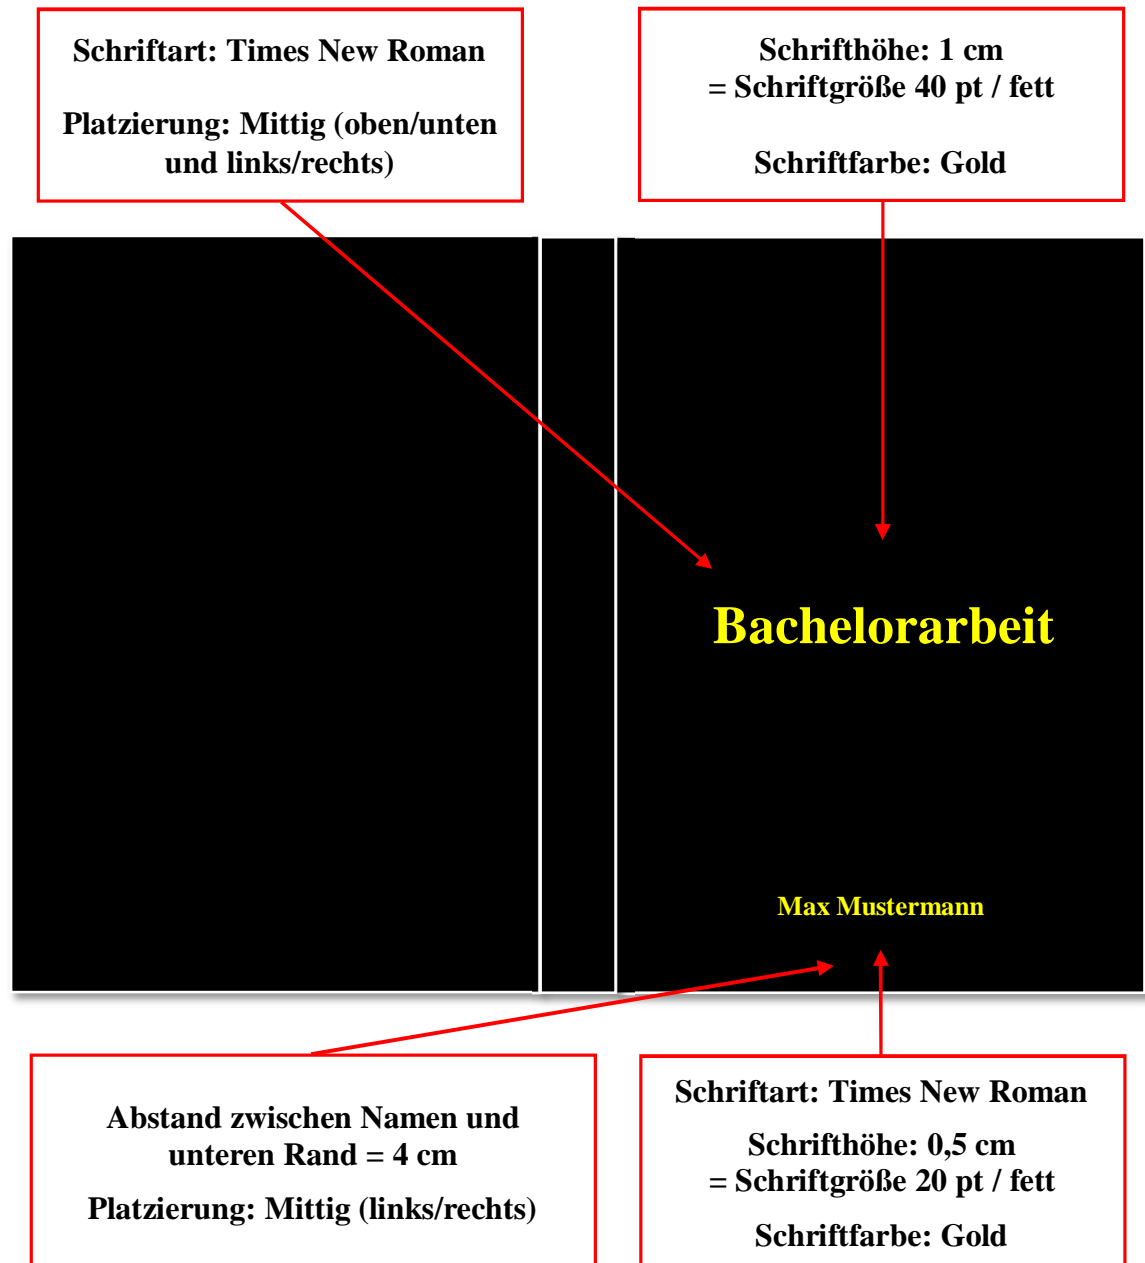 Schriftart: Times New Roman
Platzierung: Mittig (oben/unten
und links/rechts)
Schrifthöhe: 1 cm
= Schriftgröße 40 pt / fett
Schriftfarbe: Gold
Bachelorarbeit
Max Mustermann
Abstand zwischen Namen und
unteren Rand = 4 cm
Platzierung: Mittig (links/rechts)
Schriftart: Times New Roman
Schrifthöhe: 0,5 cm
= Schriftgröße 20 pt / fett
Schriftfarbe: Gold